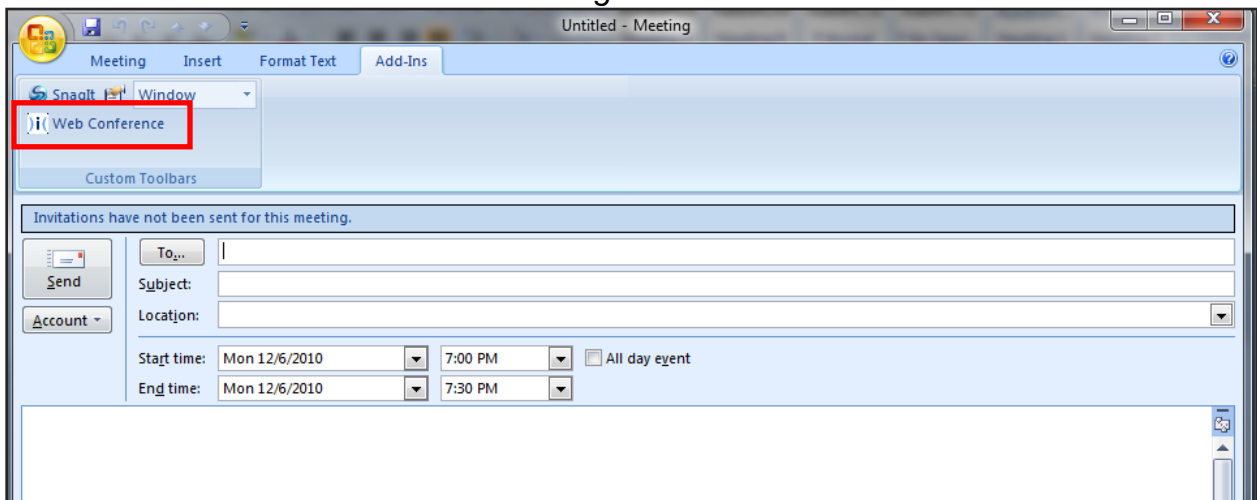 Untitled - Meeting
Meeting Insert Format Text Add-Ins
SnagIt Window
)i( Web Conference
Custom Toolbars
Invitations have not been sent for this meeting.
To...
Send
Subject:
Account
Location:
Start time: Mon 12/6/2010 7:00 PM All day event
End time: Mon 12/6/2010 7:30 PM